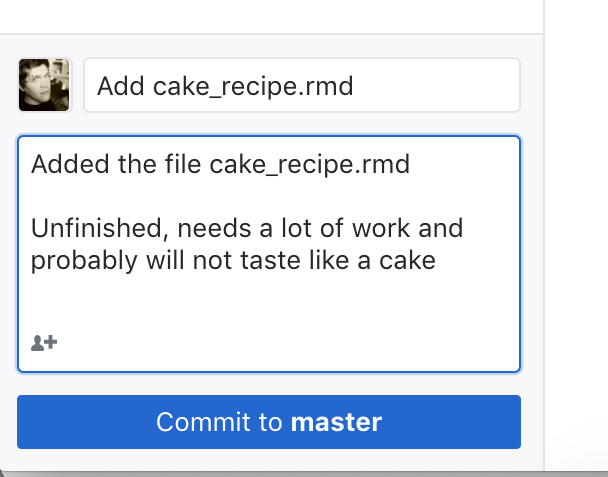 Add cake_recipe.rmd
Added the file cake_recipe.rmd
Unfinished, needs a lot of work and
probably will not taste like a cake
Commit to master